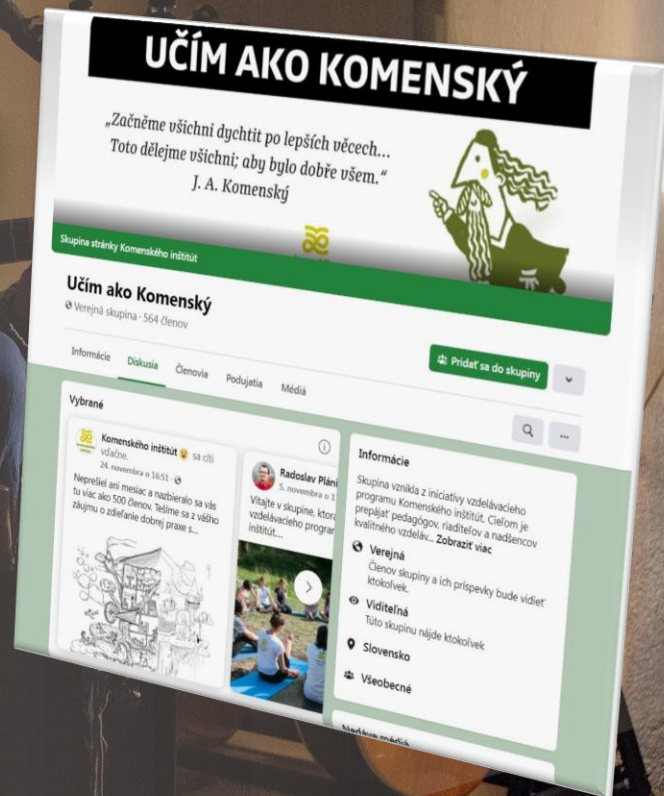 UČÍM AKO KOMENSKÝ
„Začněme všichni dychtit po lepších věcech...
Toto dělejme všichni; aby bylo dobře všem.“
J. A. Komenský
Skupina stránky Komenského inštitút
Učím ako Komenský
Verejná skupina · 564 členov
Pridať sa do skupiny
Informácie
Diskusia
Členovia
Podujatia
Médiá
Vybrané
Komenského inštitút 😉 sa cíti
vďačne.
24. novembra o 16:51 ·
Neprešiel ani mesiac a nazbieralo sa vás
tu viac ako 500 členov. Tešíme sa z vášho
záujmu o zdieľanie dobrej praxe s...
Radoslav Pláni
5. novembra o 1
Vitajte v skupine, ktorá
vzdelávacieho program
inštitút....
Informácie
Skupina vznikla z iniciatívy vzdelávacieho
programu Komenského inštitút. Cieľom je
prepájať pedagógov, riaditeľov a nadšencov
kvalitného vzdeláv... Zobraziť viac
Verejná
Členov skupiny a ich príspevky bude vidieť
ktokoľvek.
Viditeľná
Túto skupinu nájde ktokoľvek
Slovensko
Všeobecné